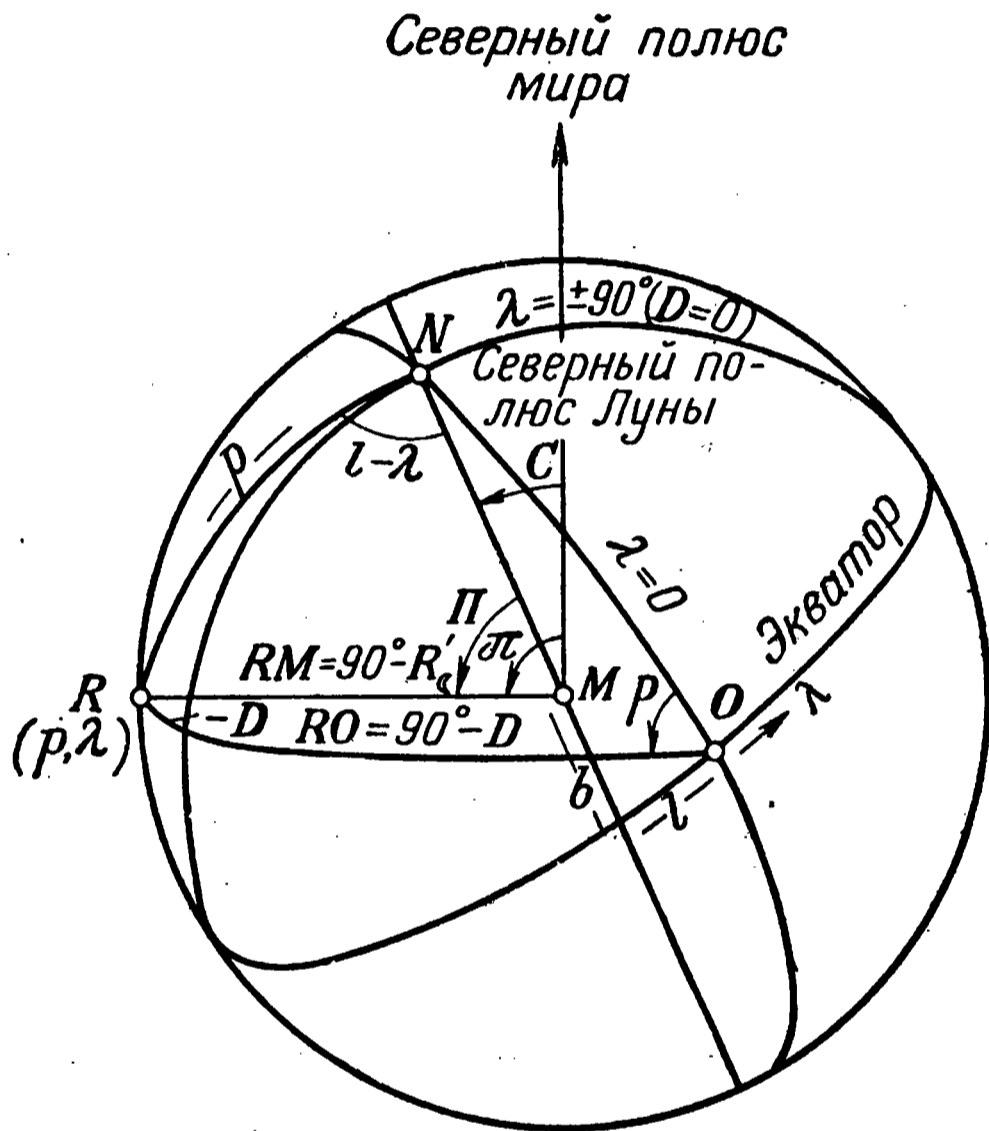 Северный полюс
мира
λ=±90°(D=0)
N
Северный по-
люс Луны
p
l-λ
C
λ=0
Экватор
П
π
RM=90°-R'☾
R
M
P
O
λ
(p,λ)
-D
RO=90°-D
b
l